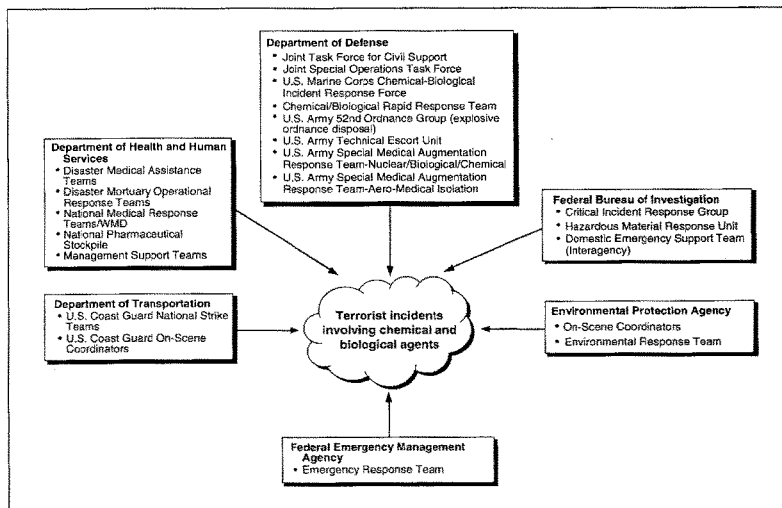 Department of Defense
• Joint Task Force for Civil Support
• Joint Special Operations Task Force
• U.S. Marine Corps Chemical-Biological
Incident Response Force
• Chemical/Biological Rapid Response Team
• U.S. Army 52nd Ordnance Group (explosive
ordnance disposal)
• U.S. Army Technical Escort Unit
• U.S. Army Special Medical Augmentation
Response Team-Nuclear/Biological/Chemical
• U.S. Army Special Medical Augmentation
Response Team-Aero-Medical Isolation
Department of Health and Human
Services
• Disaster Medical Assistance
Teams
• Disaster Mortuary Operational
Response Teams
• National Medical Response
Teams/WMD
• National Pharmaceutical
Stockpile
• Management Support Teams
Federal Bureau of Investigation
• Critical Incident Response Group
• Hazardous Material Response Unit
• Domestic Emergency Support Team
(Interagency)
Department of Transportation
• U.S. Coast Guard National Strike
Teams
• U.S. Coast Guard On-Scene
Coordinators
Terrorist incidents
involving chemical and
biological agents
Environmental Protection Agency
• On-Scene Coordinators
• Environmental Response Team
Federal Emergency Management
Agency
• Emergency Response Team